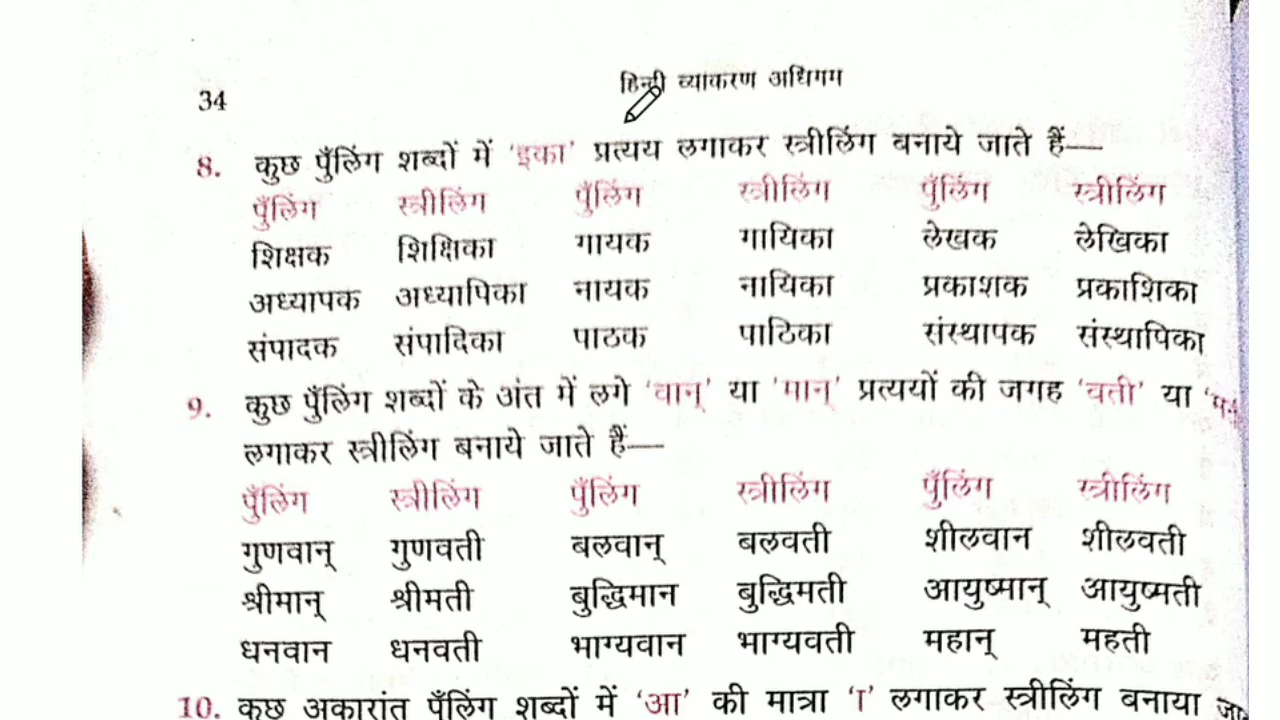 34
हिन्दी व्याकरण अधिगम
8. कुछ पुँलिंग शब्दों में 'इका' प्रत्यय लगाकर स्त्रीलिंग बनाये जाते हैं—
पुँलिंग स्त्रीलिंग पुँलिंग स्त्रीलिंग पुँलिंग स्त्रीलिंग
शिक्षक शिक्षिका गायक गायिका लेखक लेखिका
अध्यापक अध्यापिका नायक नायिका प्रकाशक प्रकाशिका
संपादक संपादिका पाठक पाठिका संस्थापक संस्थापिका
9. कुछ पुँलिंग शब्दों के अंत में लगे 'वान्' या 'मान्' प्रत्ययों की जगह 'वती' या
लगाकर स्त्रीलिंग बनाये जाते हैं—
पुँलिंग स्त्रीलिंग पुँलिंग स्त्रीलिंग पुँलिंग स्त्रीलिंग
गुणवान् गुणवती बलवान् बलवती शीलवान शीलवती
श्रीमान् श्रीमती बुद्धिमान बुद्धिमती आयुष्मान् आयुष्मती
धनवान धनवती भाग्यवान भाग्यवती महान् महती
10. कुछ अकारांत पुँलिंग शब्दों में 'आ' की मात्रा 'ा' लगाकर स्त्रीलिंग बनाया